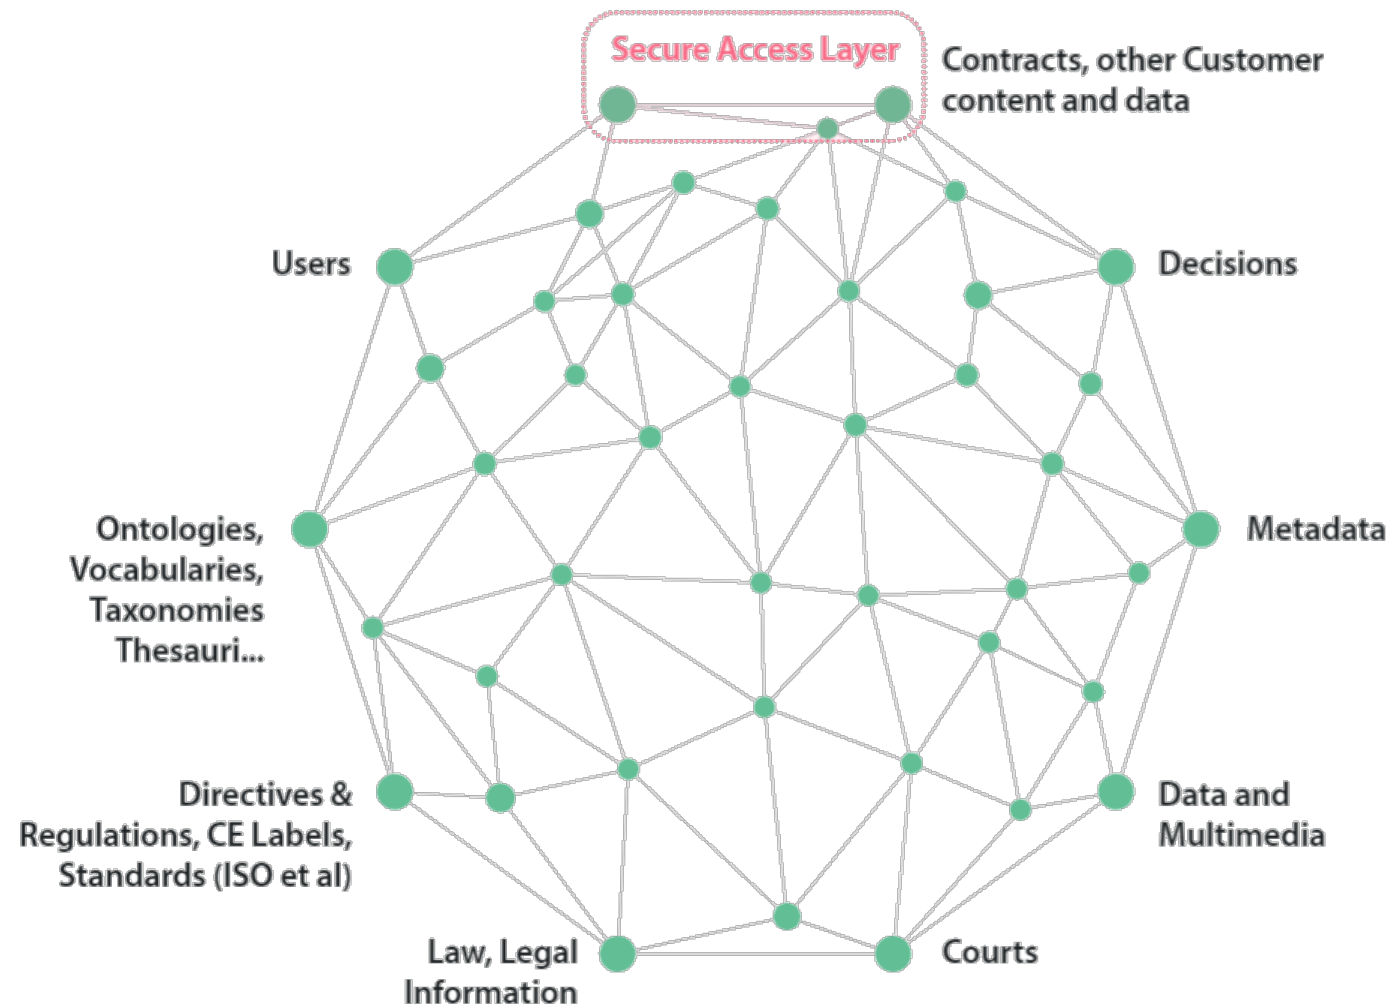 Secure Access Layer
Contracts, other Customer
content and data
Users
Decisions
Ontologies,
Vocabularies,
Taxonomies
Thesauri...
Metadata
Directives &
Regulations, CE Labels,
Standards (ISO et al)
Data and
Multimedia
Law, Legal
Information
Courts